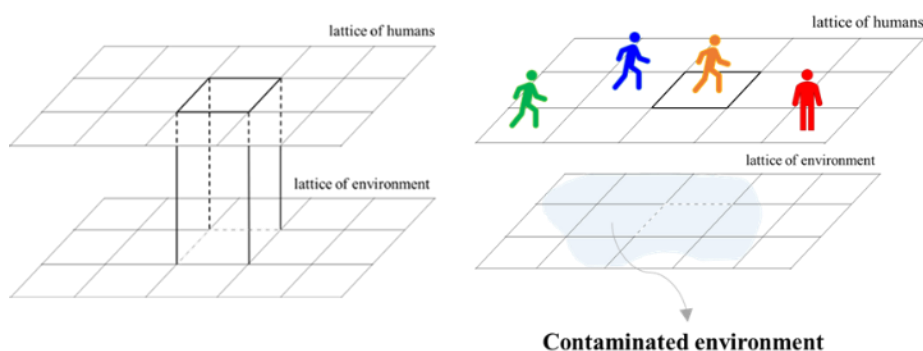 lattice of humans
lattice of environment
lattice of humans
lattice of environment
Contaminated environment